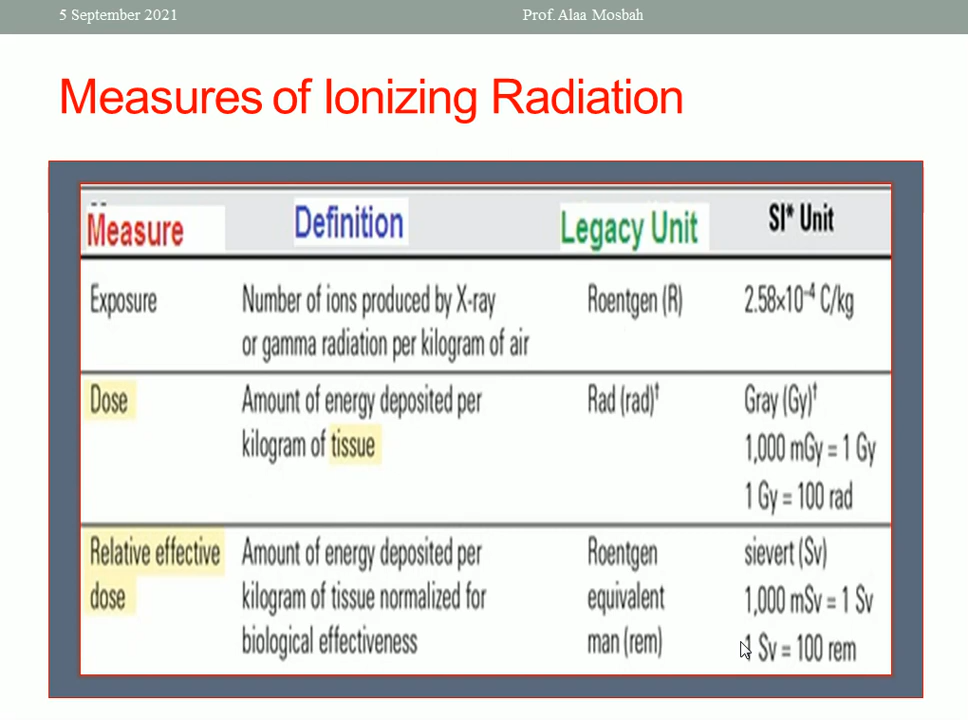 5 September 2021 Prof. Alaa Mosbah
Measures of Ionizing Radiation
Measure Definition Legacy Unit SI* Unit
Exposure Number of ions produced by X-ray Roentgen (R) 2.58×10⁻⁴ C/kg
or gamma radiation per kilogram of air
Dose Amount of energy deposited per Rad (rad)† Gray (Gy)†
kilogram of tissue 1,000 mGy = 1 Gy
1 Gy = 100 rad
Relative effective Amount of energy deposited per Roentgen sievert (Sv)
dose kilogram of tissue normalized for equivalent 1,000 mSv = 1 Sv
biological effectiveness man (rem) 1 Sv = 100 rem